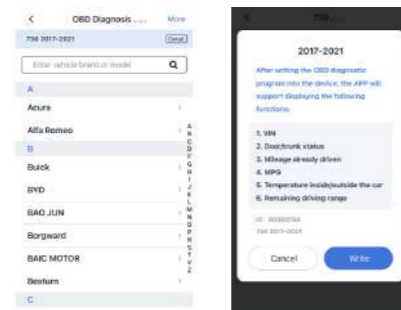 OBD Diagnosis
More
2017-2021
Cancel
Enter vehicle brand or model
A
Acura
Alfa Romeo
B
Buick
BYD
BAO JUN
Borgward
BAIC MOTOR
Besturn
C
2017-2021
After writing the OBD diagnostic
program into the device, the APP will
support displaying the following
functions:
1. VIN
2. Door/trunk status
3. Mileage already driven
4. MPG
5. Temperature inside/outside the car
6. Remaining driving range
2017-2021
Cancel
Write